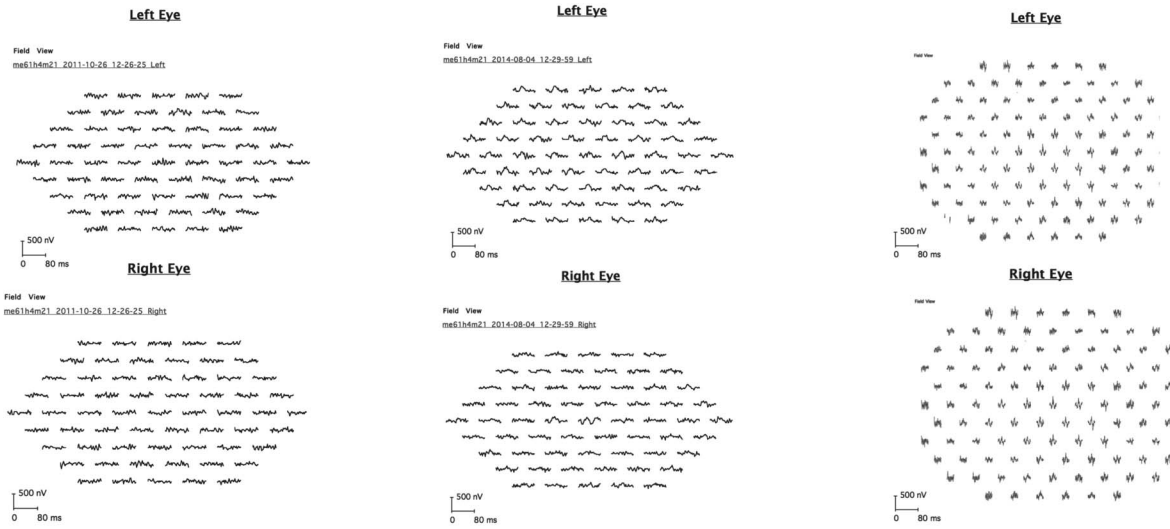 Left Eye
Field View
me61h4m21 2011-10-26 12-26-25 Left
500 nV
0 80 ms
Right Eye
Field View
me61h4m21 2011-10-26 12-26-25 Right
500 nV
0 80 ms
Left Eye
Field View
me61h4m21 2014-08-04 12-29-59 Left
500 nV
0 80 ms
Right Eye
Field View
me61h4m21 2014-08-04 12-29-59 Right
500 nV
0 80 ms
Left Eye
Field View
500 nV
0 80 ms
Right Eye
Field View
500 nV
0 80 ms